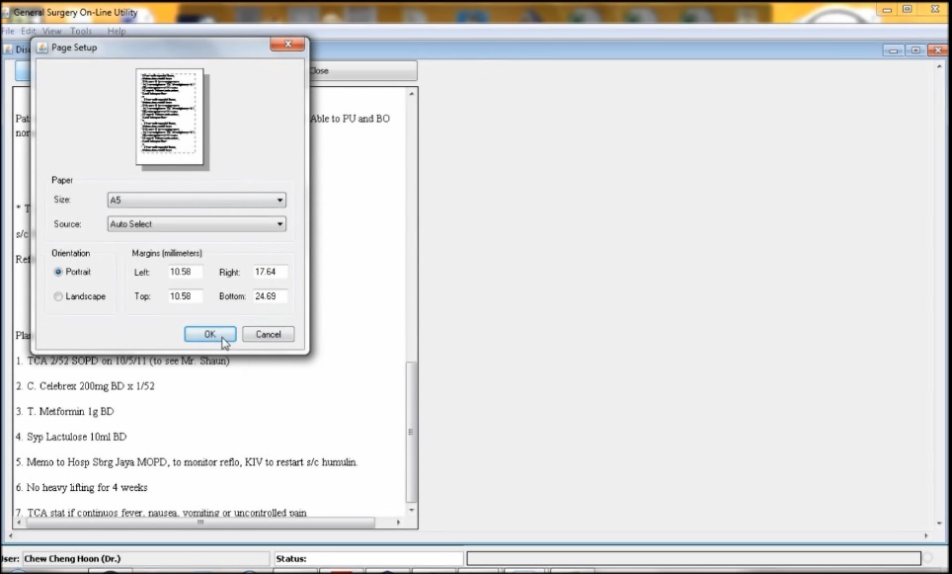 General Surgery On-Line Utility
File Edit View Tools Help
Page Setup
Close
Able to PU and BO
Paper
Size: A5
Source: Auto Select
Orientation
Portrait
Landscape
Margins (millimeters)
Left: 10.58 Right: 17.64
Top: 10.58 Bottom: 24.69
OK Cancel
s/c
1. TCA 2/52 SOPD on 10/5/11 (to see Mr. Shaun)
2. C. Celebrex 200mg BD x 1/52
3. T. Metformin 1g BD
4. Syp Lactulose 10ml BD
5. Memo to Hosp Sbrg Jaya MOPD, to monitor reflo, KIV to restart s/c humulin.
6. No heavy lifting for 4 weeks
7. TCA stat if continuos fever, nausea, vomiting or uncontrolled pain
User: Chew Cheng Hoon (Dr.) Status: